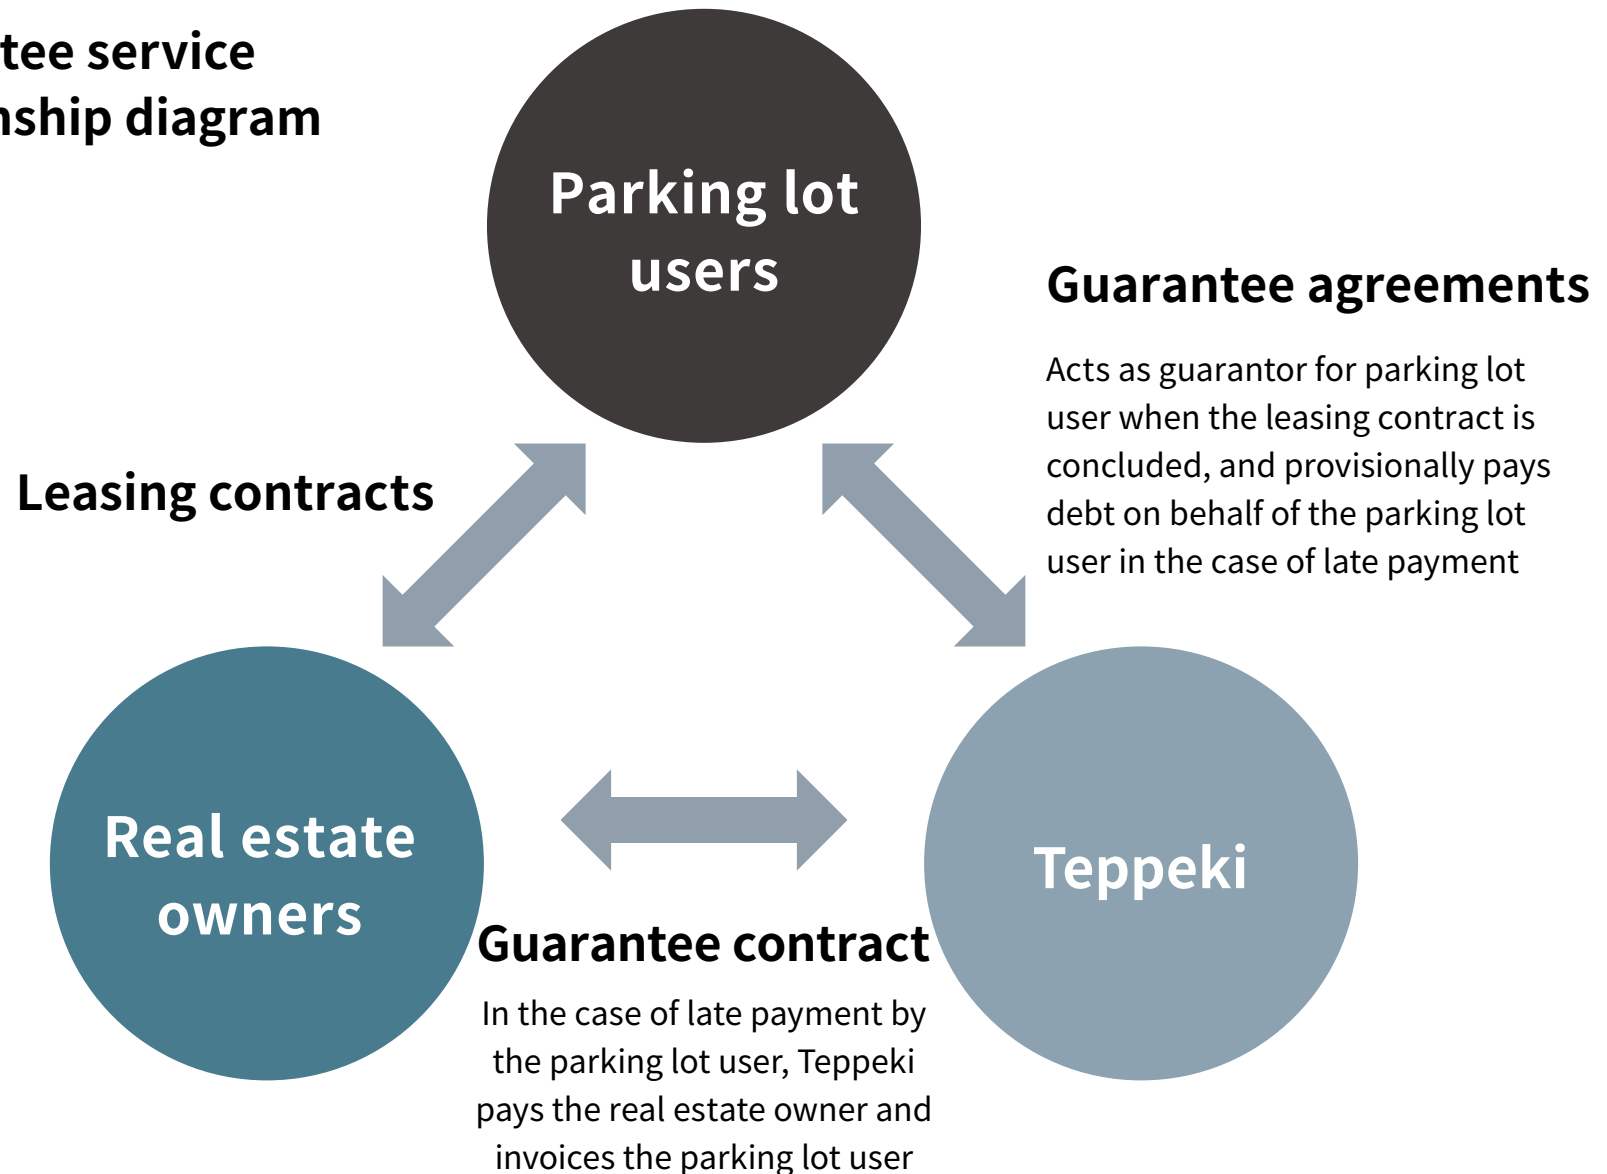 tee service
nship diagram
Parking lot
users
Guarantee agreements
Acts as guarantor for parking lot
user when the leasing contract is
concluded, and provisionally pays
debt on behalf of the parking lot
user in the case of late payment
Leasing contracts
Real estate
owners
Teppeki
Guarantee contract
In the case of late payment by
the parking lot user, Teppeki
pays the real estate owner and
invoices the parking lot user